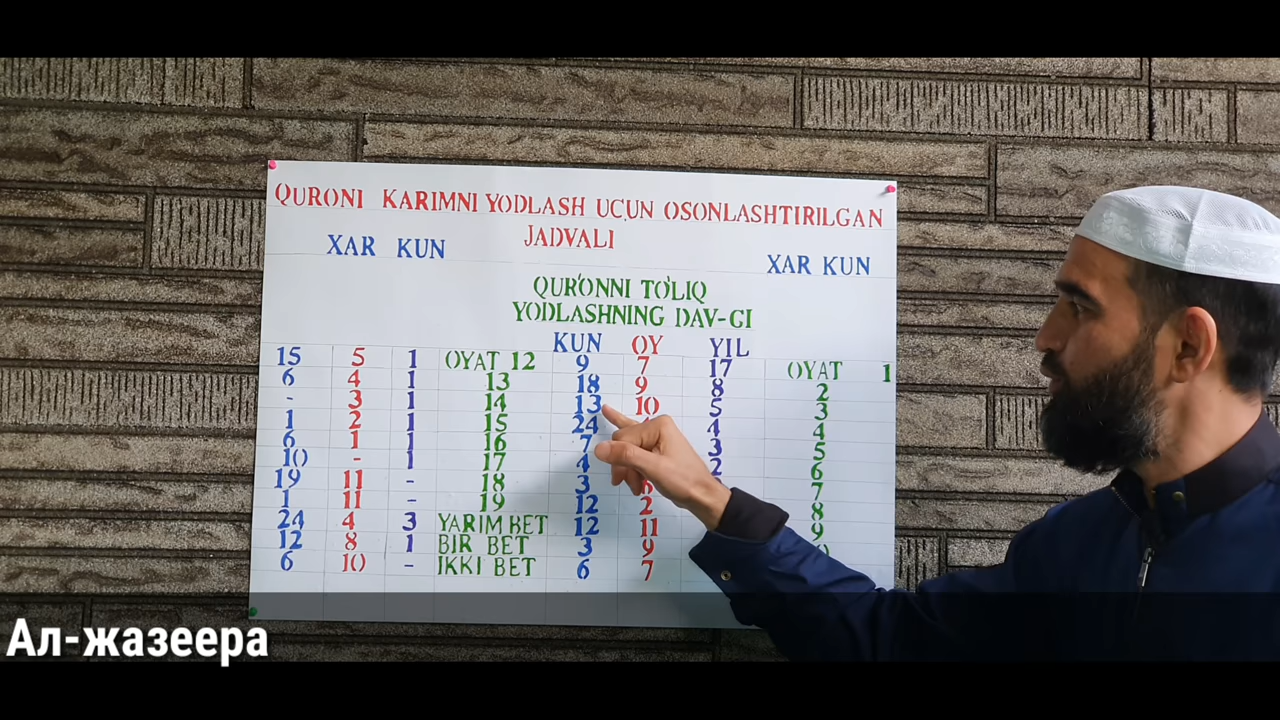 QURONI KARIMNI YODLASH UÇUN OSONLASHTIRILGAN
JADVALI
XAR KUN
XAR KUN
QUR'ONNI TO'LIQ
YODLASHNING DAV-GI
KUN OY YIL
15 5 1 OYAT 12 9 7 17 OYAT 1
6 4 1 13 18 9 8 2
- 3 1 14 13 10 5 3
1 2 1 15 24 4 4
6 1 1 16 7 3 5
10 - 1 17 4 2 6
19 11 - 18 3 7
1 11 - 19 12 2 8
24 4 3 YARIM BET 12 11 9
12 8 1 BIR BET 3 9
6 10 - IKKI BET 6 7
Ал-жазеера